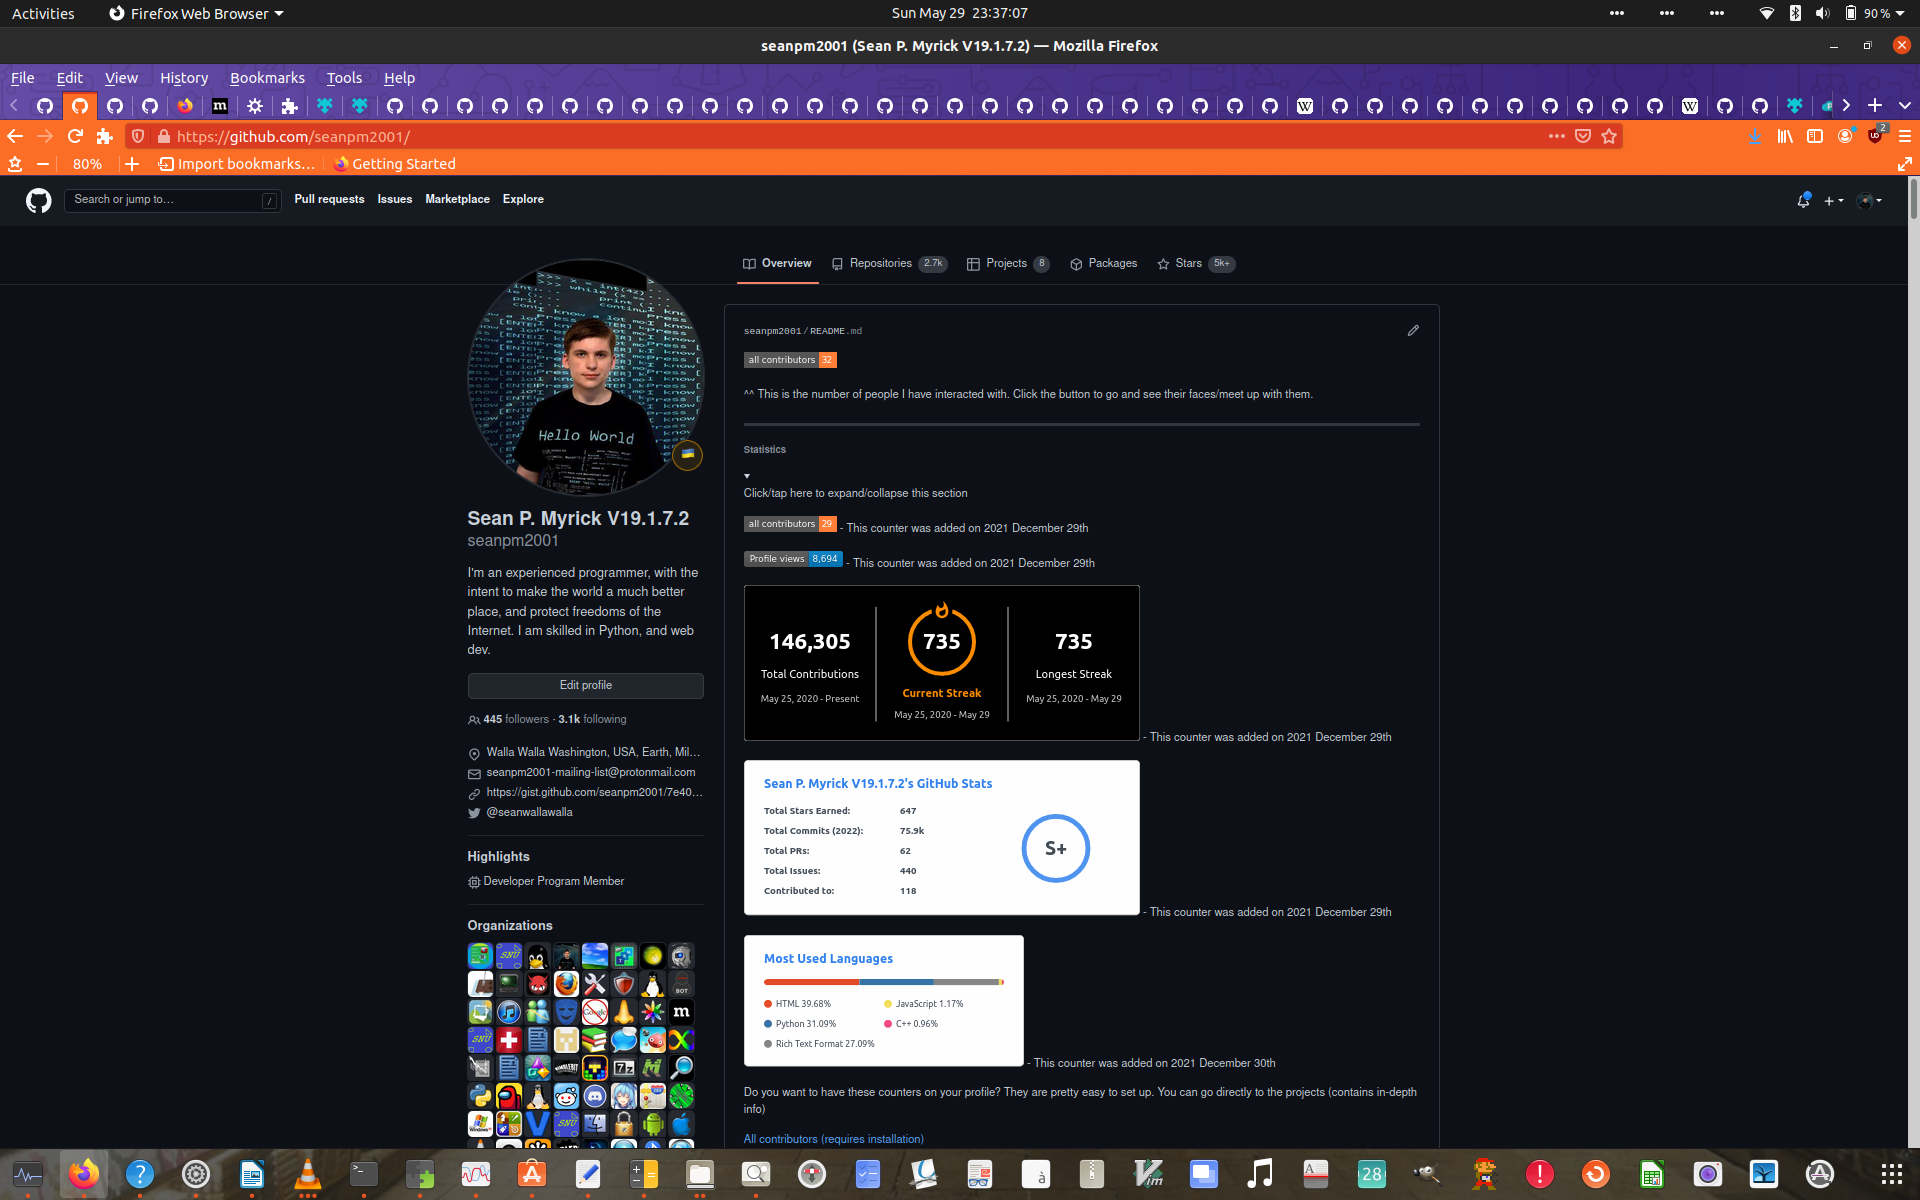 Activities
Firefox Web Browser
Sun May 29 23:37:07
90 %
seanpm2001 (Sean P. Myrick V19.1.7.2) — Mozilla Firefox
File Edit View History Bookmarks Tools Help
https://github.com/seanpm2001/
2
80%
Import bookmarks...
Getting Started
Search or jump to...
/
Pull requests Issues Marketplace Explore
Overview
Repositories 2.7k
Projects 8
Packages
Stars 5k+
Hello World
Sean P. Myrick V19.1.7.2
seanpm2001
I'm an experienced programmer, with the
intent to make the world a much better
place, and protect freedoms of the
Internet. I am skilled in Python, and web
dev.
Edit profile
445 followers · 3.1k following
Walla Walla Washington, USA, Earth, Mil...
seanpm2001-mailing-list@protonmail.com
https://gist.github.com/seanpm2001/7e40...
@seanwallawalla
Highlights
Developer Program Member
Organizations
seanpm2001/README.md
all contributors 32
^^ This is the number of people I have interacted with. Click the button to go and see their faces/meet up with them.
Statistics
Click/tap here to expand/collapse this section
all contributors 29 - This counter was added on 2021 December 29th
Profile views 8,694 - This counter was added on 2021 December 29th
146,305
Total Contributions
May 25, 2020 - Present
735
Current Streak
May 25, 2020 - May 29
735
Longest Streak
May 25, 2020 - May 29
- This counter was added on 2021 December 29th
Sean P. Myrick V19.1.7.2's GitHub Stats
Total Stars Earned: 647
Total Commits (2022): 75.9k
Total PRs: 62
Total Issues: 440
Contributed to: 118
S+
- This counter was added on 2021 December 29th
Most Used Languages
HTML 39.68%
JavaScript 1.17%
Python 31.09%
C++ 0.96%
Rich Text Format 27.09%
- This counter was added on 2021 December 30th
Do you want to have these counters on your profile? They are pretty easy to set up. You can go directly to the projects (contains in-depth
info)
All contributors (requires installation)
28